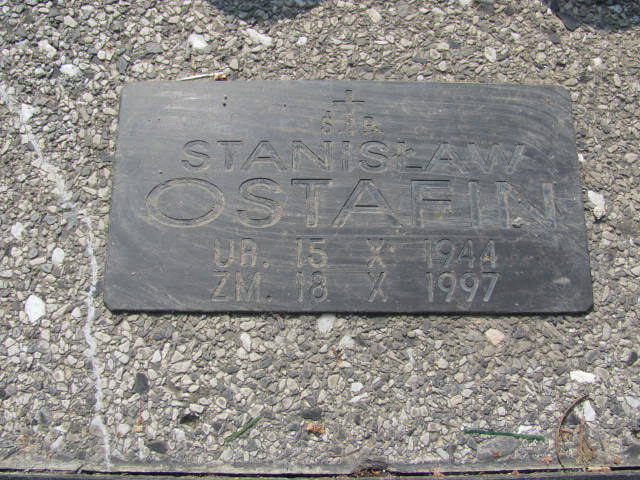 Ś.P.
STANISŁAW
OSTAFIN
UR. 15 X 1944
ZM. 18 X 1997